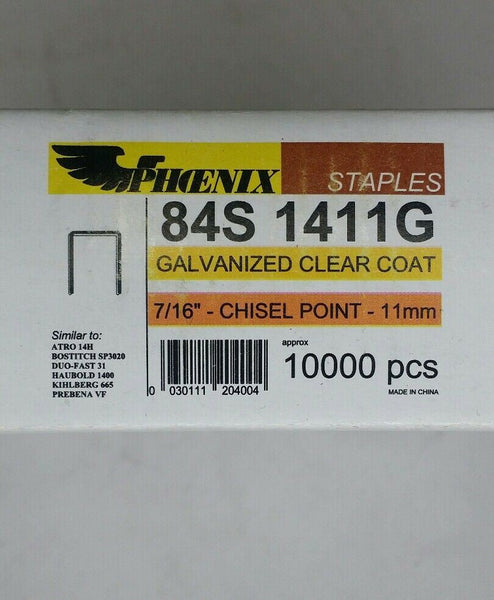 PHOENIX
STAPLES
84S 1411G
GALVANIZED CLEAR COAT
7/16" - CHISEL POINT - 11mm
Similar to:
ATRO 14H
BOSTITCH SP3020
DUO-FAST 31
HAUBOLD 1400
KIHLBERG 665
PREBENA VF
0 030111 204004
approx
10000 pcs
MADE IN CHINA